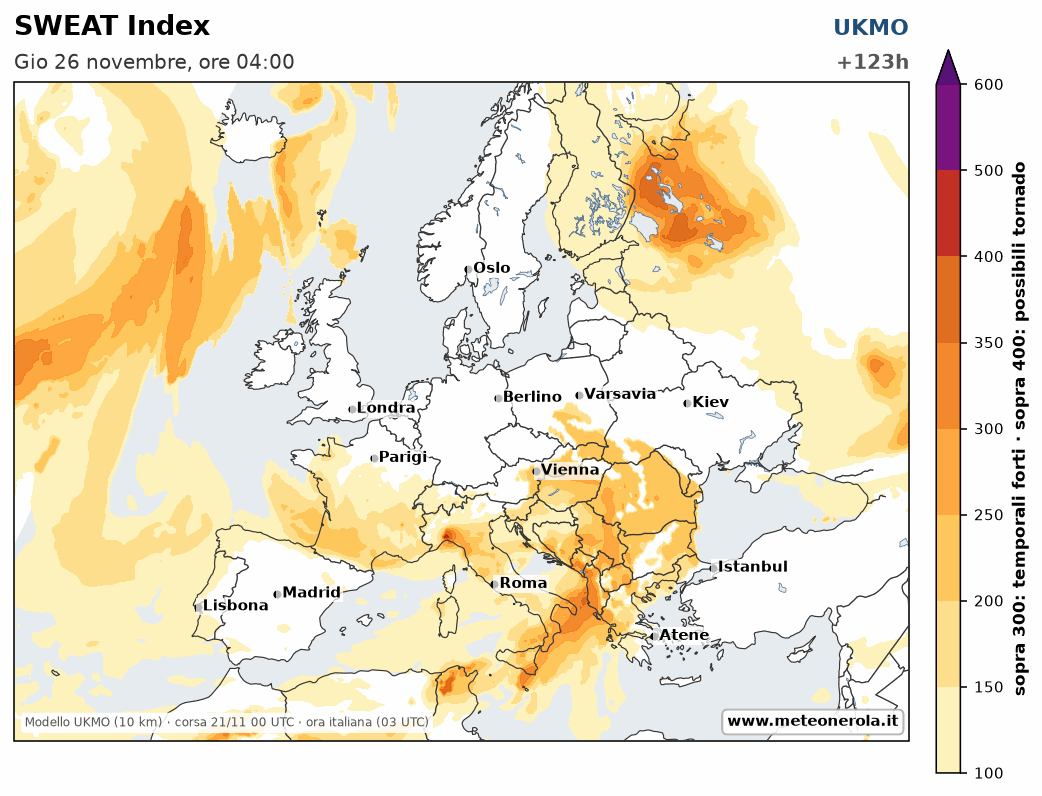 SWEAT Index
UKMO
Gio 26 novembre, ore 04:00
+123h
600
500
400
350
300
250
200
150
100
sopra 300: temporali forti · sopra 400: possibili tornado
Oslo
Londra
Berlino
Varsavia
Kiev
Parigi
Vienna
Istanbul
Roma
Madrid
Lisbona
Atene
Modello UKMO (10 km) · corsa 21/11 00 UTC · ora italiana (03 UTC)
www.meteonerola.it